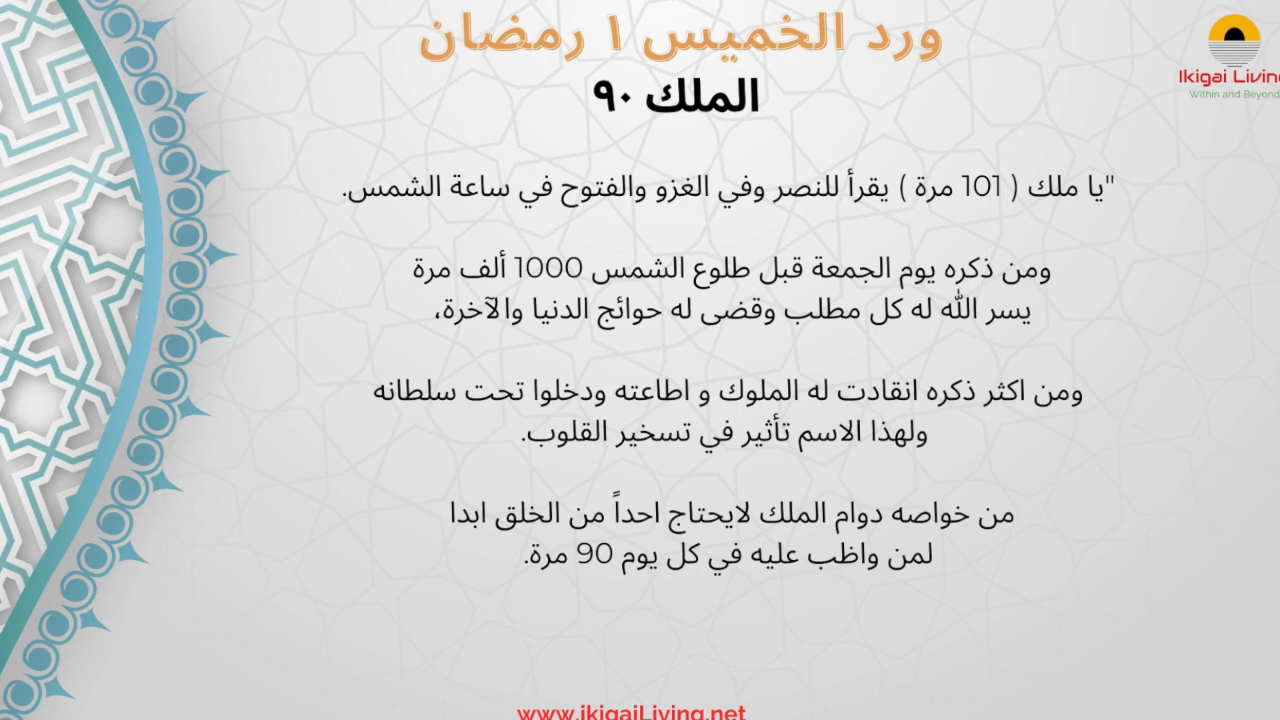 ورد الخميس ١ رمضان
الملك ٩٠
Ikigai Living
Within and Beyond
"يا ملك ( 101 مرة ) يقرأ للنصر وفي الغزو والفتوح في ساعة الشمس.
ومن ذكره يوم الجمعة قبل طلوع الشمس 1000 ألف مرة
يسر الله له كل مطلب وقضى له حوائج الدنيا والآخرة،
ومن اكثر ذكره انقادت له الملوك و اطاعته ودخلوا تحت سلطانه
ولهذا الاسم تأثير في تسخير القلوب.
من خواصه دوام الملك لايحتاج احداً من الخلق ابدا
لمن واظب عليه في كل يوم 90 مرة.
www.ikigaiLiving.net